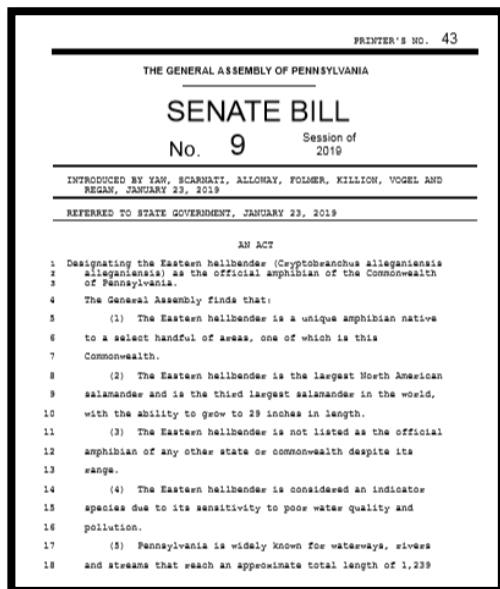 PRINTER'S NO. 43
THE GENERAL ASSEMBLY OF PENNSYLVANIA
SENATE BILL
No. 9 Session of
2019
INTRODUCED BY YAW, SCARNATI, ALLOWAY, FOLMER, KILLION, VOGEL AND
REGAN, JANUARY 23, 2019
REFERRED TO STATE GOVERNMENT, JANUARY 23, 2019
AN ACT
1 Designating the Eastern hellbender (Cryptobranchus alleganiensis
2 alleganiensis) as the official amphibian of the Commonwealth
3 of Pennsylvania.
4 The General Assembly finds that:
5 (1) The Eastern hellbender is a unique amphibian native
6 to a select handful of areas, one of which is this
7 Commonwealth.
8 (2) The Eastern hellbender is the largest North American
9 salamander and is the third largest salamander in the world,
10 with the ability to grow to 29 inches in length.
11 (3) The Eastern hellbender is not listed as the official
12 amphibian of any other state or commonwealth despite its
13 range.
14 (4) The Eastern hellbender is considered an indicator
15 species due to its sensitivity to poor water quality and
16 pollution.
17 (5) Pennsylvania is widely known for waterways, rivers
18 and streams that reach an approximate total length of 1,239